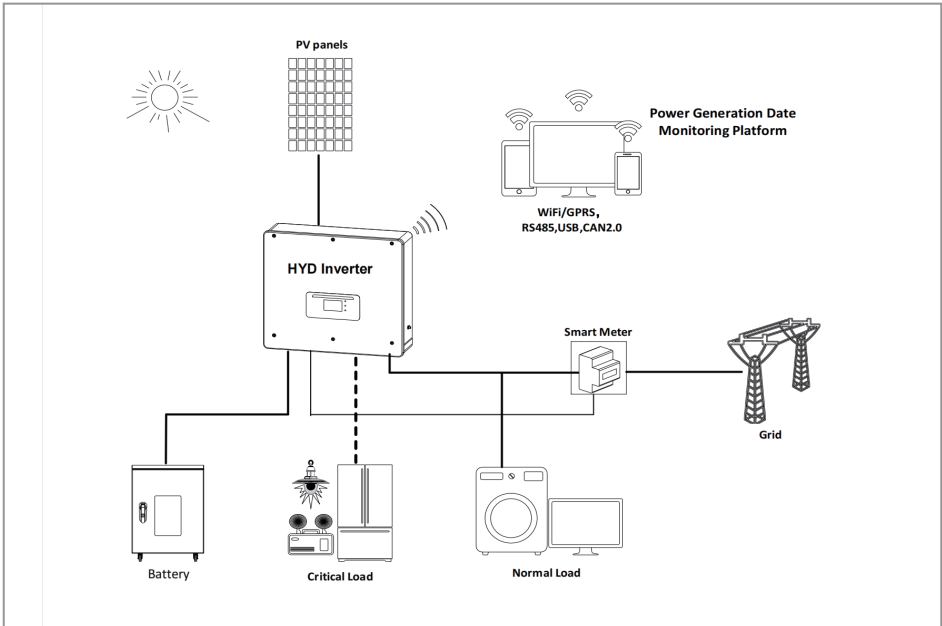 PV panels
Power Generation Date
Monitoring Platform
WiFi/GPRS,
RS485,USB,CAN2.0
HYD Inverter
Smart Meter
Grid
Battery
Critical Load
Normal Load